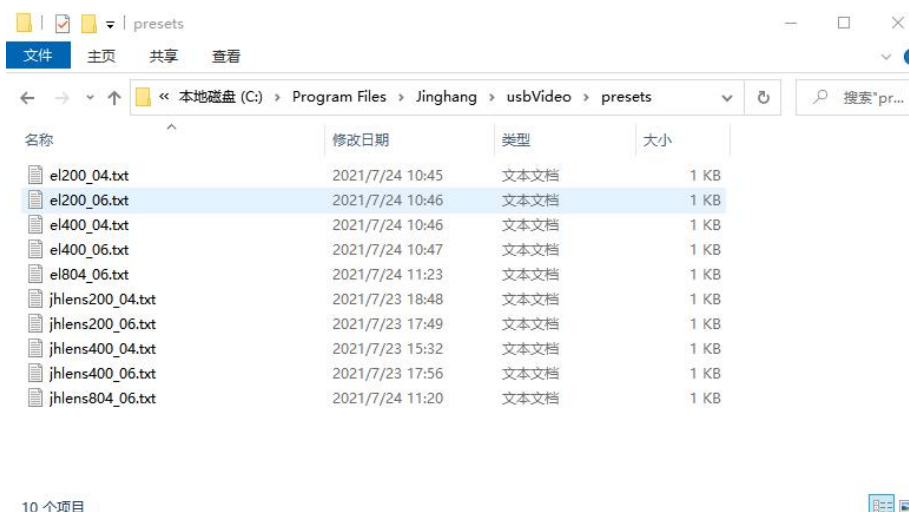 presets
文件 主页 共享 查看
« 本地磁盘 (C:) › Program Files › Jinghang › usbVideo › presets 搜索"pr...
名称 修改日期 类型 大小
el200_04.txt 2021/7/24 10:45 文本文档 1 KB
el200_06.txt 2021/7/24 10:46 文本文档 1 KB
el400_04.txt 2021/7/24 10:46 文本文档 1 KB
el400_06.txt 2021/7/24 10:47 文本文档 1 KB
el804_06.txt 2021/7/24 11:23 文本文档 1 KB
jhlens200_04.txt 2021/7/23 18:48 文本文档 1 KB
jhlens200_06.txt 2021/7/23 17:49 文本文档 1 KB
jhlens400_04.txt 2021/7/23 15:32 文本文档 1 KB
jhlens400_06.txt 2021/7/23 17:56 文本文档 1 KB
jhlens804_06.txt 2021/7/24 11:20 文本文档 1 KB
10 个项目